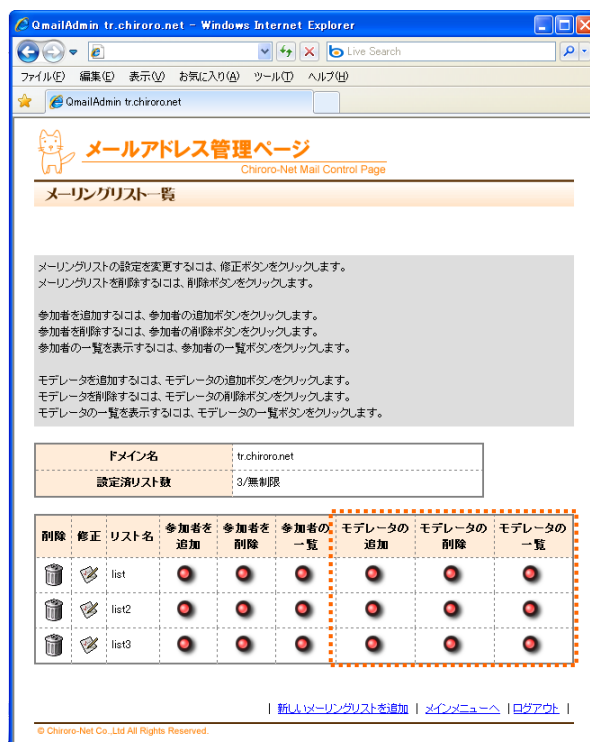 QmailAdmin tr.chiroro.net - Windows Internet Explorer
Live Search
ファイル(F) 編集(E) 表示(V) お気に入り(A) ツール(T) ヘルプ(H)
QmailAdmin tr.chiroro.net
メールアドレス管理ページ
Chiroro-Net Mail Control Page
メーリングリスト一覧
メーリングリストの設定を変更するには、修正ボタンをクリックします。
メーリングリストを削除するには、削除ボタンをクリックします。
参加者を追加するには、参加者の追加ボタンをクリックします。
参加者を削除するには、参加者の削除ボタンをクリックします。
参加者の一覧を表示するには、参加者の一覧ボタンをクリックします。
モデレータを追加するには、モデレータの追加ボタンをクリックします。
モデレータを削除するには、モデレータの削除ボタンをクリックします。
モデレータの一覧を表示するには、モデレータの一覧ボタンをクリックします。
ドメイン名 tr.chiroro.net
設定済リスト数 3/無制限
削除 修正 リスト名 参加者を追加 参加者を削除 参加者の一覧 モデレータの追加 モデレータの削除 モデレータの一覧
list
list2
list3
| 新しいメーリングリストを追加 | メインメニューへ | ログアウト |
© Chiroro-Net Co.,Ltd All Rights Reserved.